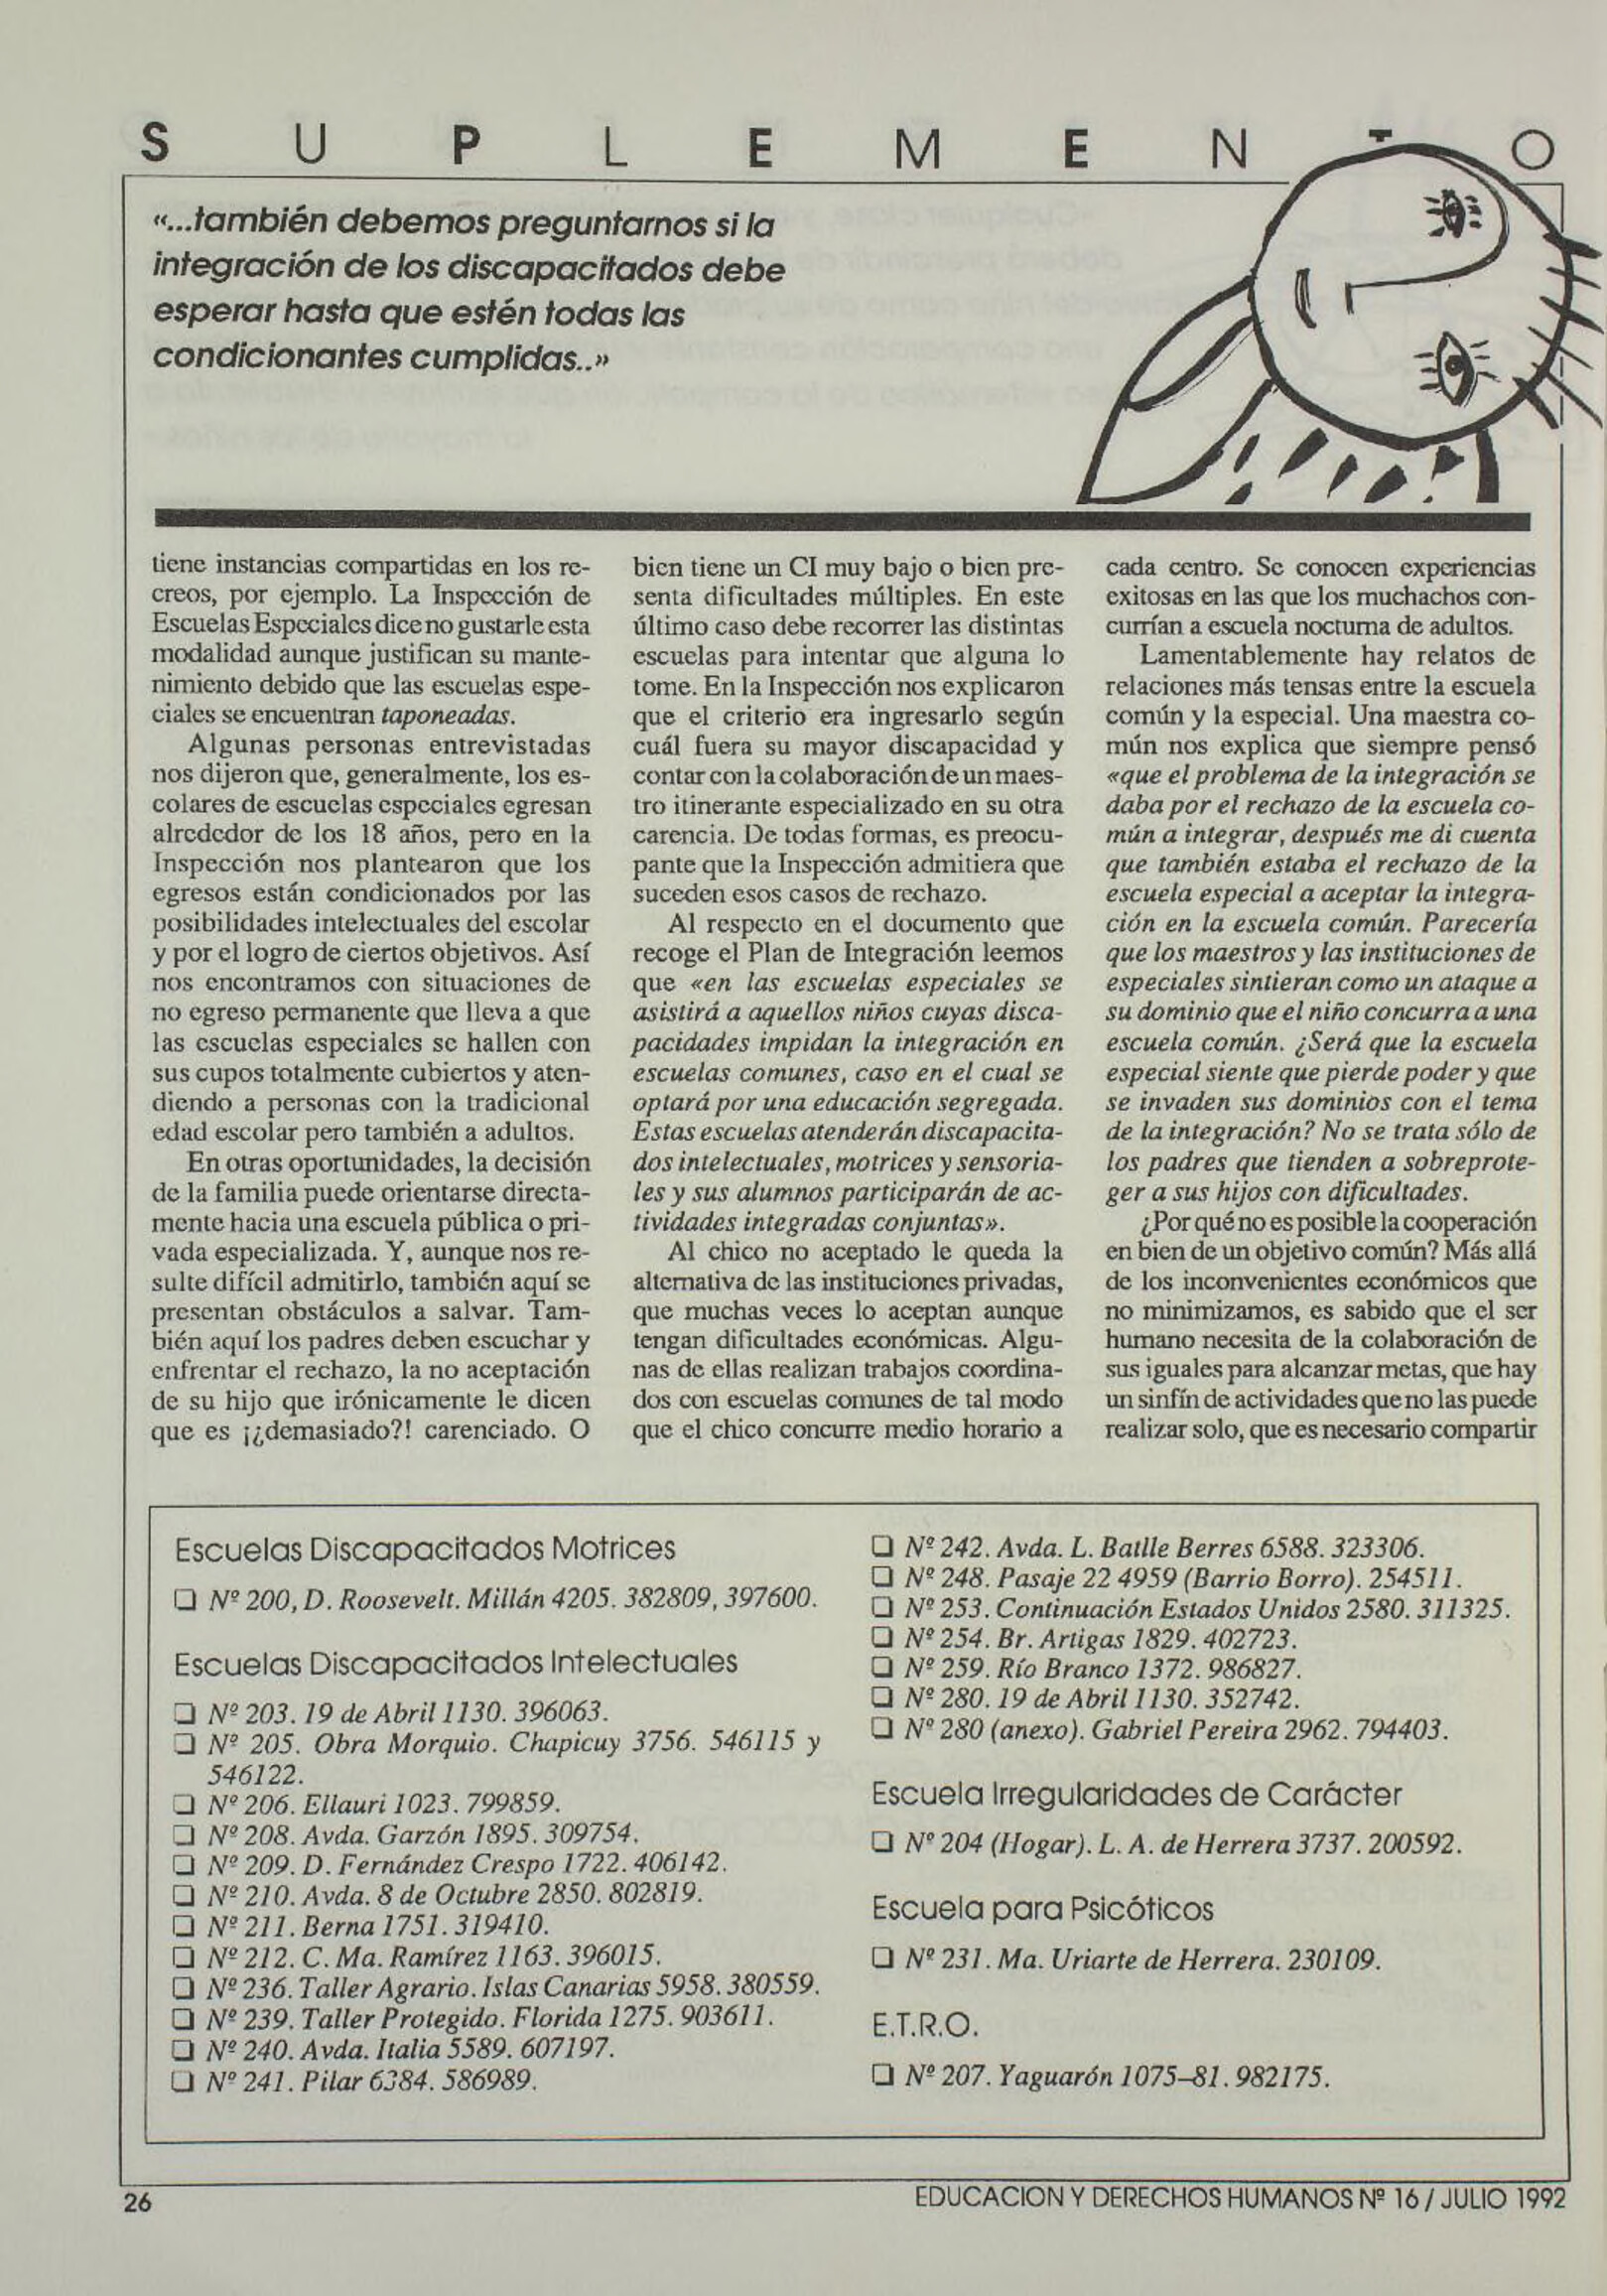 S U P L E M E N T O
«...también debemos preguntarnos si la
integración de los discapacitados debe
esperar hasta que estén todas las
condicionantes cumplidas..»
tiene instancias compartidas en los re-
creos, por ejemplo. La Inspección de
Escuelas Especiales dice no gustarle esta
modalidad aunque justifican su mante-
nimiento debido que las escuelas espe-
ciales se encuentran taponeadas.
Algunas personas entrevistadas
nos dijeron que, generalmente, los es-
colares de escuelas especiales egresan
alrededor de los 18 años, pero en la
Inspección nos plantearon que los
egresos están condicionados por las
posibilidades intelectuales del escolar
y por el logro de ciertos objetivos. Así
nos encontramos con situaciones de
no egreso permanente que lleva a que
las escuelas especiales se hallen con
sus cupos totalmente cubiertos y aten-
diendo a personas con la tradicional
edad escolar pero también a adultos.
En otras oportunidades, la decisión
de la familia puede orientarse directa-
mente hacia una escuela pública o pri-
vada especializada. Y, aunque nos re-
sulte difícil admitirlo, también aquí se
presentan obstáculos a salvar. Tam-
bién aquí los padres deben escuchar y
enfrentar el rechazo, la no aceptación
de su hijo que irónicamente le dicen
que es ¡¿demasiado?! carenciado. O
bien tiene un CI muy bajo o bien pre-
senta dificultades múltiples. En este
último caso debe recorrer las distintas
escuelas para intentar que alguna lo
tome. En la Inspección nos explicaron
que el criterio era ingresarlo según
cuál fuera su mayor discapacidad y
contar con la colaboración de un maes-
tro itinerante especializado en su otra
carencia. De todas formas, es preocu-
pante que la Inspección admitiera que
suceden esos casos de rechazo.
Al respecto en el documento que
recoge el Plan de Integración leemos
que «en las escuelas especiales se
asistirá a aquellos niños cuyas disca-
pacidades impidan la integración en
escuelas comunes, caso en el cual se
optará por una educación segregada.
Estas escuelas atenderán discapacita-
dos intelectuales, motrices y sensoria-
les y sus alumnos participarán de ac-
tividades integradas conjuntas».
Al chico no aceptado le queda la
alternativa de las instituciones privadas,
que muchas veces lo aceptan aunque
tengan dificultades económicas. Algu-
nas de ellas realizan trabajos coordina-
dos con escuelas comunes de tal modo
que el chico concurre medio horario a
cada centro. Se conocen experiencias
exitosas en las que los muchachos con-
currían a escuela nocturna de adultos.
Lamentablemente hay relatos de
relaciones más tensas entre la escuela
común y la especial. Una maestra co-
mún nos explica que siempre pensó
«que el problema de la integración se
daba por el rechazo de la escuela co-
mún a integrar, después me di cuenta
que también estaba el rechazo de la
escuela especial a aceptar la integra-
ción en la escuela común. Parecería
que los maestros y las instituciones de
especiales sintieran como un ataque a
su dominio que el niño concurra a una
escuela común. ¿Será que la escuela
especial siente que pierde poder y que
se invaden sus dominios con el tema
de la integración? No se trata sólo de
los padres que tienden a sobreprote-
ger a sus hijos con dificultades.
¿Por qué no es posible la cooperación
en bien de un objetivo común? Más allá
de los inconvenientes económicos que
no minimizamos, es sabido que el ser
humano necesita de la colaboración de
sus iguales para alcanzar metas, que hay
un sinfín de actividades que no las puede
realizar solo, que es necesario compartir
Escuelas Discapacitados Motrices
❑ Nº 200, D. Roosevelt. Millán 4205. 382809, 397600.
Escuelas Discapacitados Intelectuales
❑ Nº 203. 19 de Abril 1130. 396063.
❑ Nº 205. Obra Morquio. Chapicuy 3756. 546115 y
546122.
❑ Nº 206. Ellauri 1023. 799859.
❑ Nº 208. Avda. Garzón 1895. 309754.
❑ Nº 209. D. Fernández Crespo 1722. 406142.
❑ Nº 210. Avda. 8 de Octubre 2850. 802819.
❑ Nº 211. Berna 1751. 319410.
❑ Nº 212. C. Ma. Ramírez 1163. 396015.
❑ Nº 236. Taller Agrario. Islas Canarias 5958. 380559.
❑ Nº 239. Taller Protegido. Florida 1275. 903611.
❑ Nº 240. Avda. Italia 5589. 607197.
❑ Nº 241. Pilar 6384. 586989.
❑ Nº 242. Avda. L. Batlle Berres 6588. 323306.
❑ Nº 248. Pasaje 22 4959 (Barrio Borro). 254511.
❑ Nº 253. Continuación Estados Unidos 2580. 311325.
❑ Nº 254. Br. Artigas 1829. 402723.
❑ Nº 259. Río Branco 1372. 986827.
❑ Nº 280. 19 de Abril 1130. 352742.
❑ Nº 280 (anexo). Gabriel Pereira 2962. 794403.
Escuela Irregularidades de Carácter
❑ Nº 204 (Hogar). L. A. de Herrera 3737. 200592.
Escuela para Psicóticos
❑ Nº 231. Ma. Uriarte de Herrera. 230109.
E.T.R.O.
❑ Nº 207. Yaguarón 1075–81. 982175.
26
EDUCACION Y DERECHOS HUMANOS Nº 16 / JULIO 1992